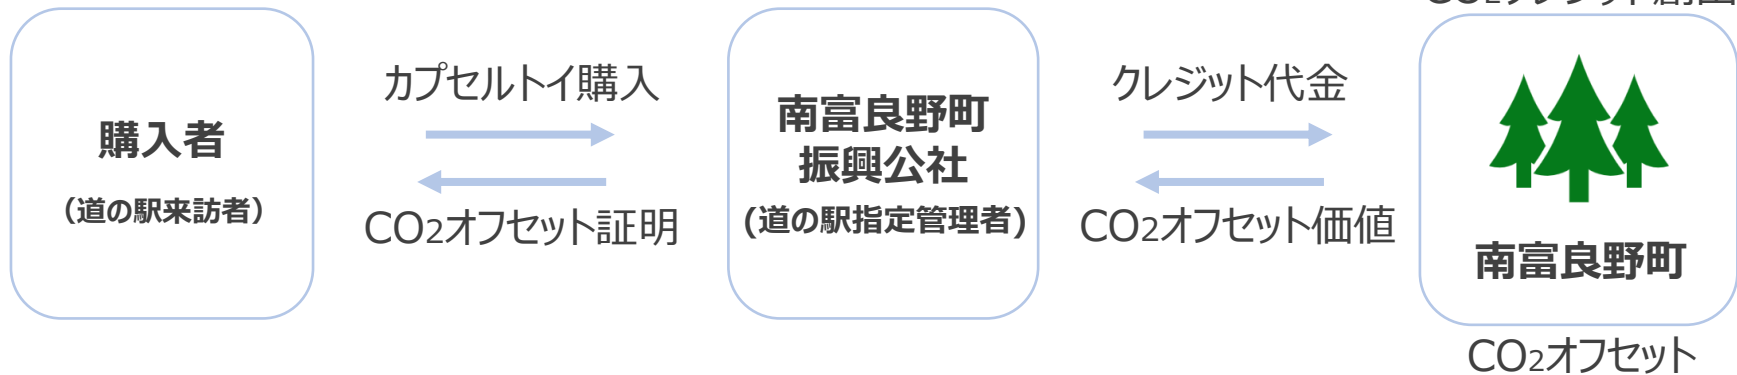 購入者
（道の駅来訪者）
カプセルトイ購入
CO2オフセット証明
南富良野町
振興公社
(道の駅指定管理者)
クレジット代金
CO2オフセット価値
南富良野町
CO2オフセット